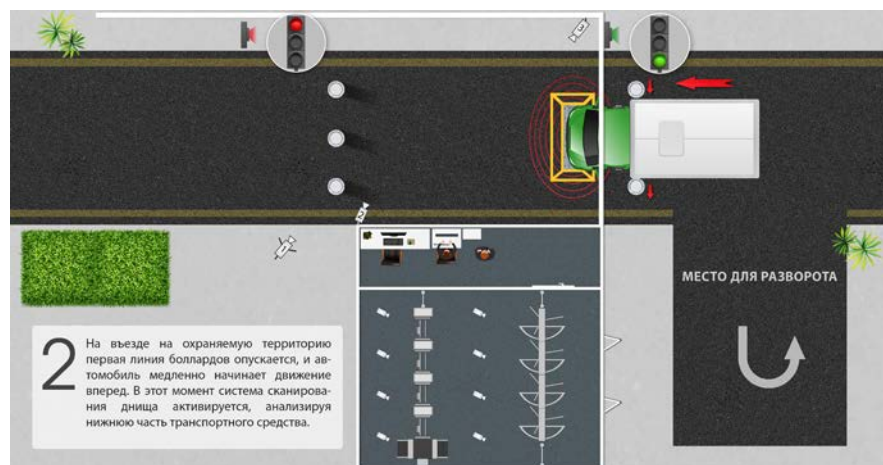 МЕСТО ДЛЯ РАЗВОРОТА
2
На въезде на охраняемую территорию
первая линия боллардов опускается, и ав-
томобиль медленно начинает движение
вперед. В этот момент система сканирова-
ния днища активируется, анализируя
нижнюю часть транспортного средства.